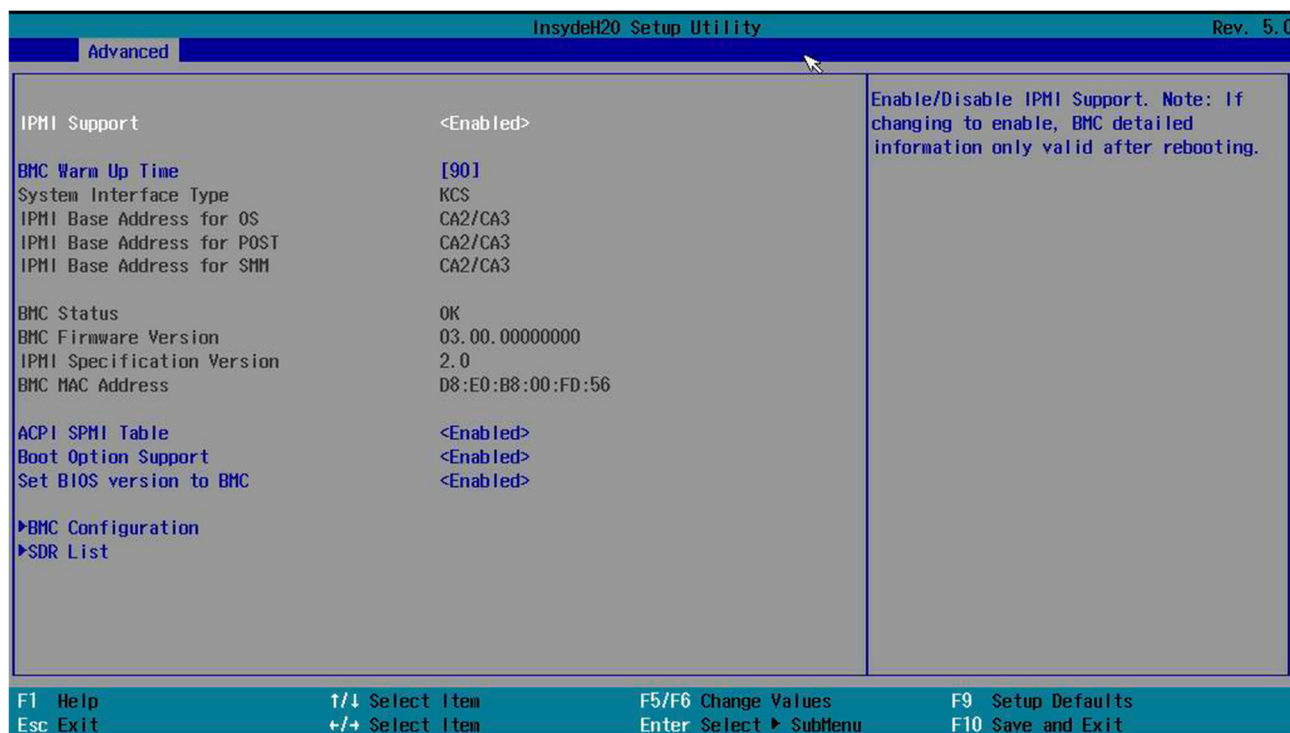 InsydeH2O Setup Utility Rev. 5.0
Advanced
IPMI Support <Enabled>
BMC Warm Up Time [90]
System Interface Type KCS
IPMI Base Address for OS CA2/CA3
IPMI Base Address for POST CA2/CA3
IPMI Base Address for SMM CA2/CA3
BMC Status OK
BMC Firmware Version 03.00.00000000
IPMI Specification Version 2.0
BMC MAC Address D8:E0:B8:00:FD:56
ACPI SPMI Table <Enabled>
Boot Option Support <Enabled>
Set BIOS version to BMC <Enabled>
▶BMC Configuration
▶SDR List
Enable/Disable IPMI Support. Note: If
changing to enable, BMC detailed
information only valid after rebooting.
F1 Help ↑/↓ Select Item F5/F6 Change Values F9 Setup Defaults
Esc Exit ←/→ Select Item Enter Select ▶ SubMenu F10 Save and Exit